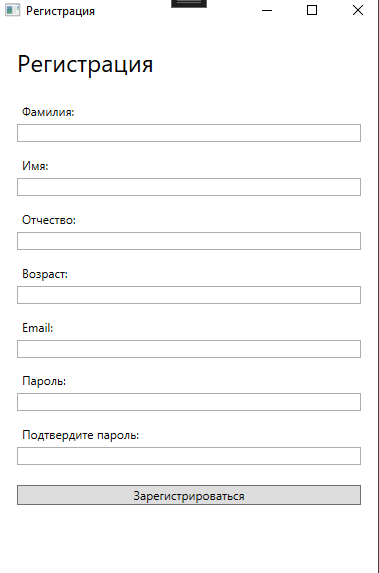 Регистрация
Регистрация
Фамилия:
Имя:
Отчество:
Возраст:
Email:
Пароль:
Подтвердите пароль:
Зарегистрироваться